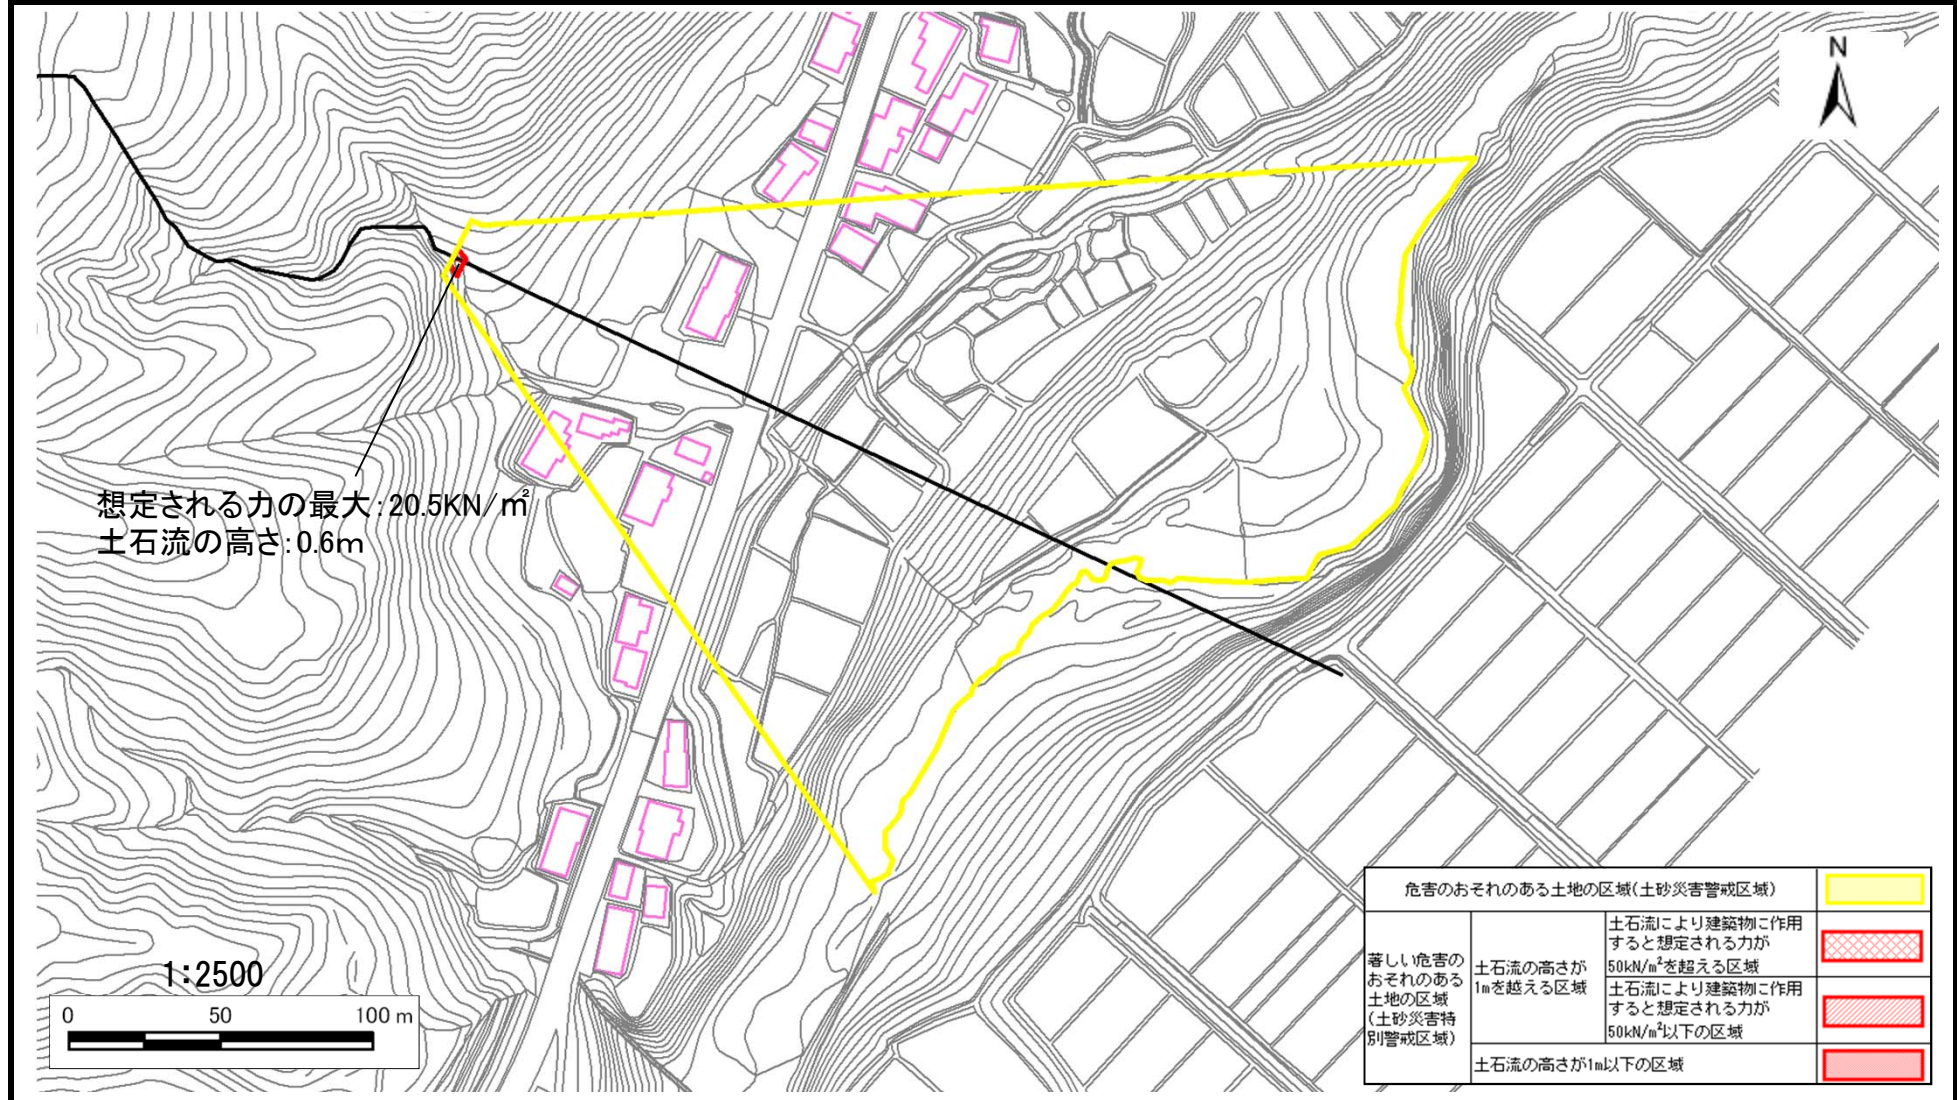 N
想定される力の最大:20.5KN/㎡
土石流の高さ:0.6m
1:2500
0 50 100 m
危害のおそれのある土地の区域(土砂災害警戒区域)
著しい危害の
おそれのある
土地の区域
(土砂災害特
別警戒区域)
土石流の高さが
1mを越える区域
土石流により建築物に作用
すると想定される力が
50kN/m²を超える区域
土石流により建築物に作用
すると想定される力が
50kN/m²以下の区域
土石流の高さが1m以下の区域